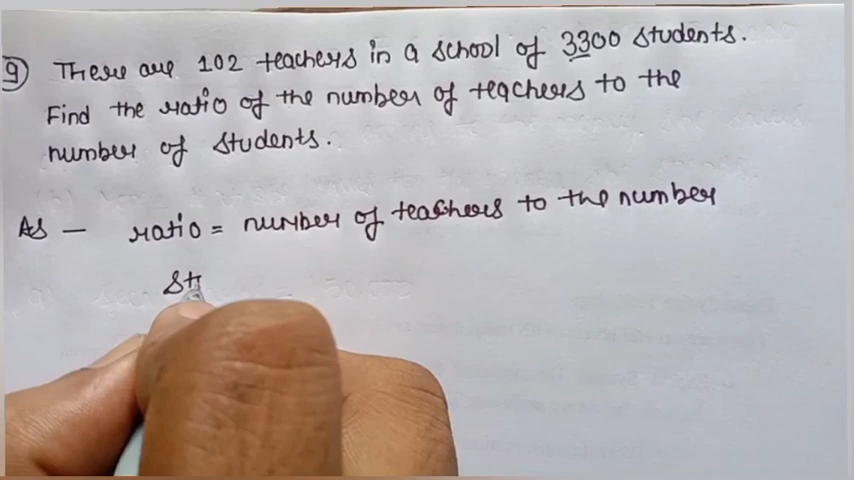 9 There are 102 teachers in a school of 3300 students.
Find the ratio of the number of teachers to the
number of students.
As — ratio = number of teachers to the number
St